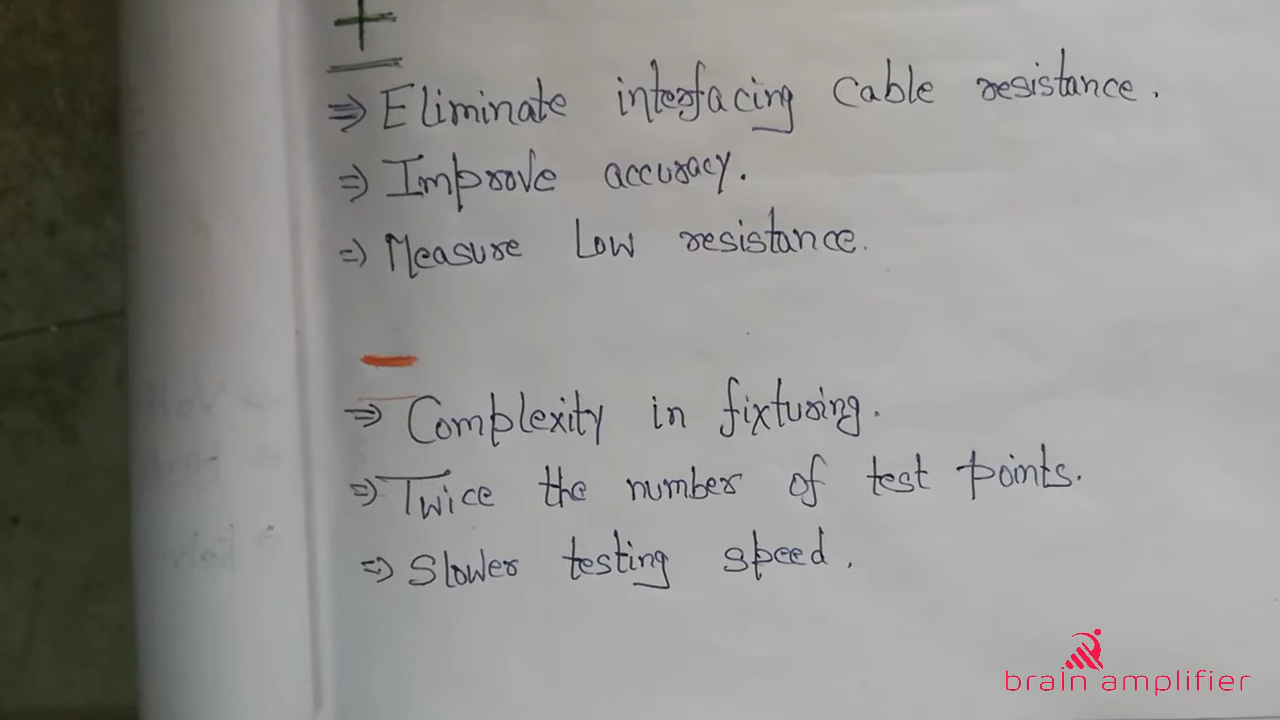 +
⇒ Eliminate interfacing cable resistance.
⇒ Improve accuracy.
⇒ Measure Low resistance.
-
⇒ Complexity in fixturing.
⇒ Twice the number of test points.
⇒ Slower testing speed.
brain amplifier